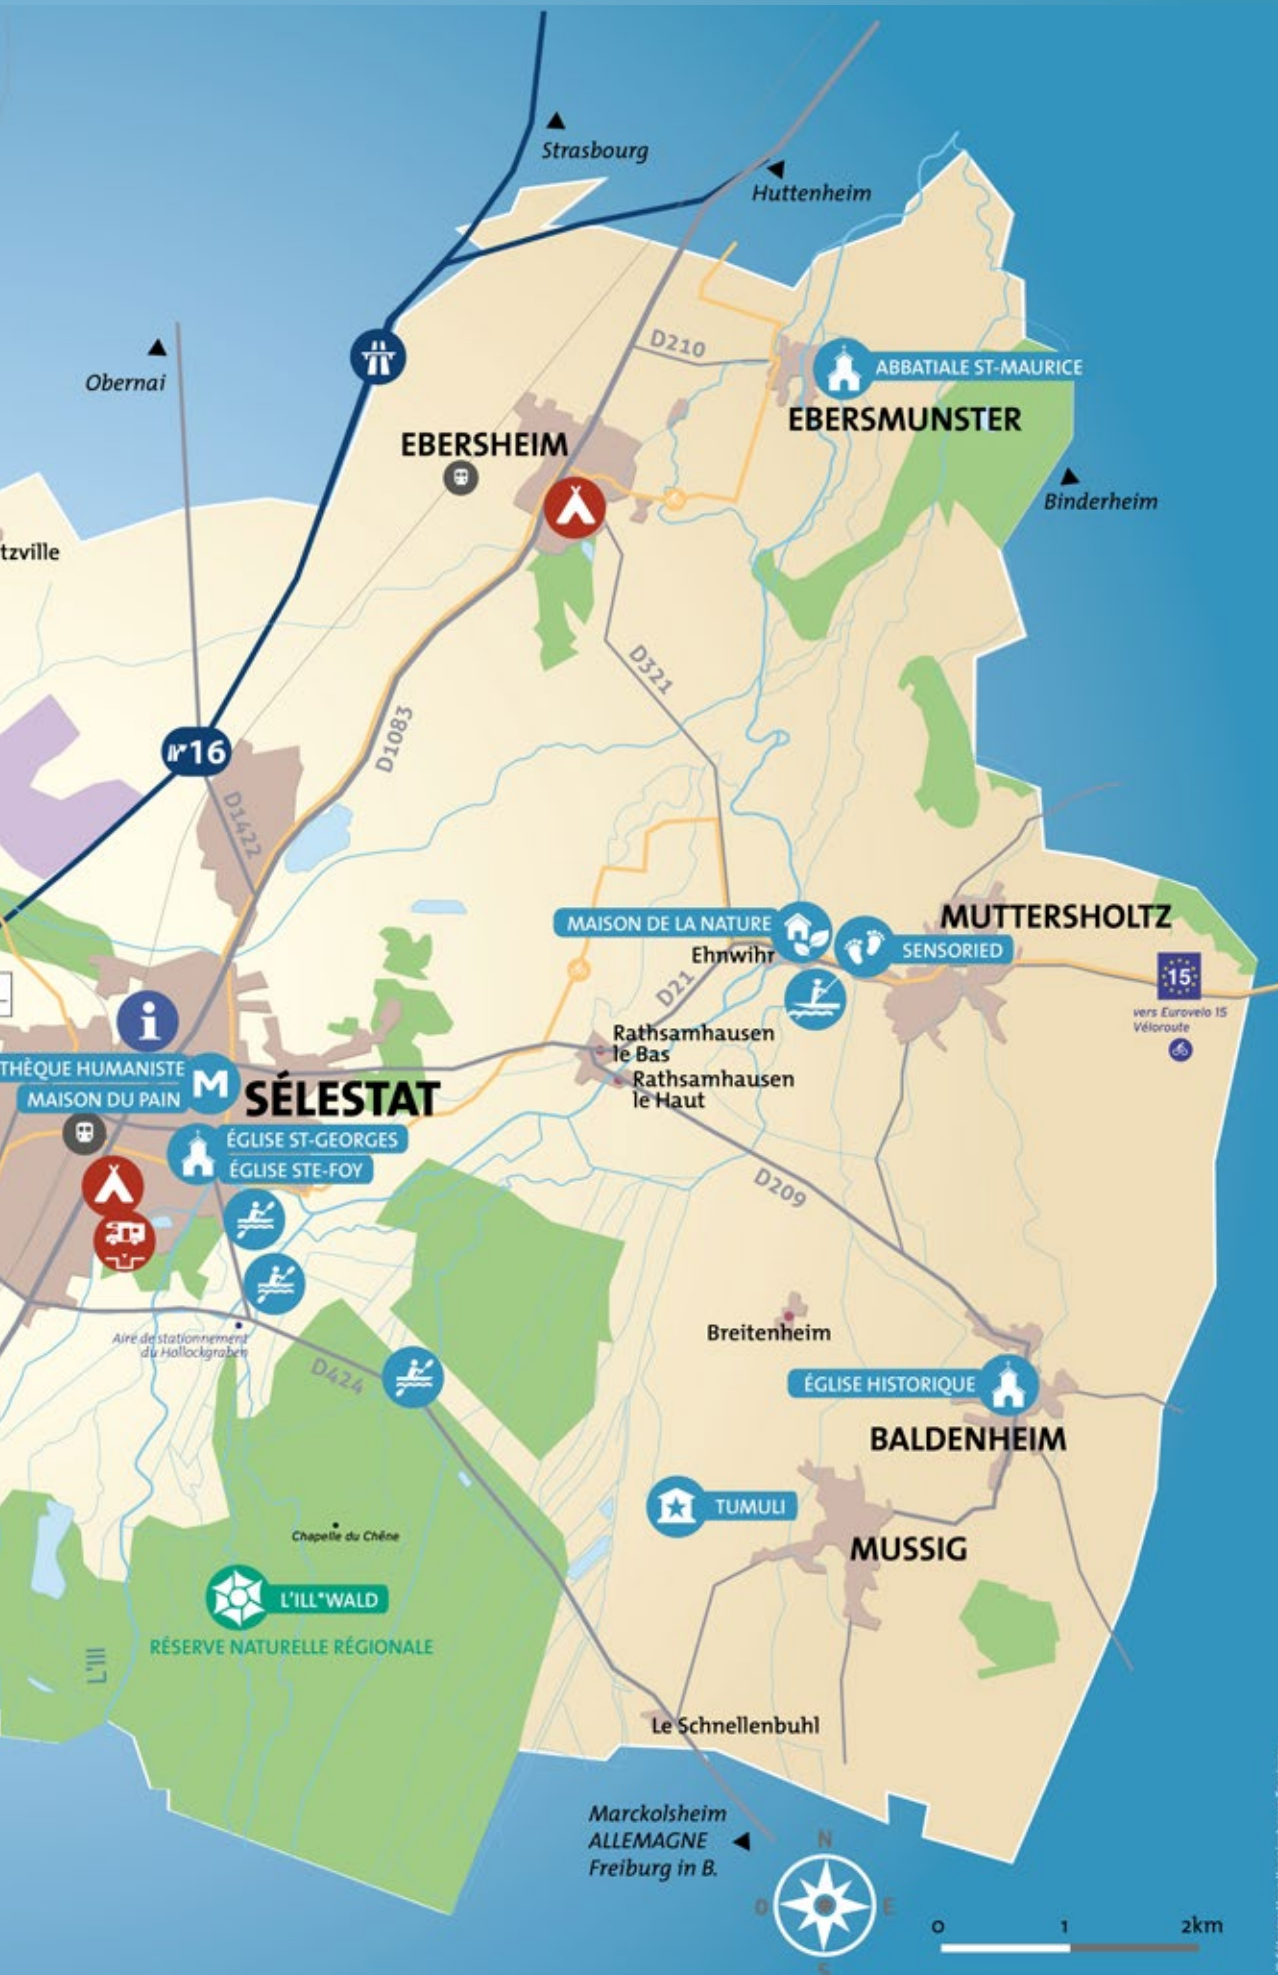 Strasbourg
Huttenheim
D210
Obernai
ABBATIALE ST-MAURICE
EBERSMUNSTER
EBERSHEIM
Binderheim
tzville
D321
D1083
N°16
D1422
MUTTERSHOLTZ
MAISON DE LA NATURE
SENSORIED
Ehnwihr
15
D21
vers Eurovelo 15
Véloroute
i
Rathsamhausen
le Bas
THÈQUE HUMANISTE
M
Rathsamhausen
le Haut
MAISON DU PAIN
SÉLESTAT
ÉGLISE ST-GEORGES
ÉGLISE STE-FOY
D209
Aire de stationnement
du Hollockgraben
Breitenheim
D424
ÉGLISE HISTORIQUE
BALDENHEIM
TUMULI
Chapelle du Chêne
MUSSIG
L'ILL*WALD
RÉSERVE NATURELLE RÉGIONALE
L'Ill
Le Schnellenbuhl
Marckolsheim
ALLEMAGNE
Freiburg in B.
N
O E
S
0 1 2km